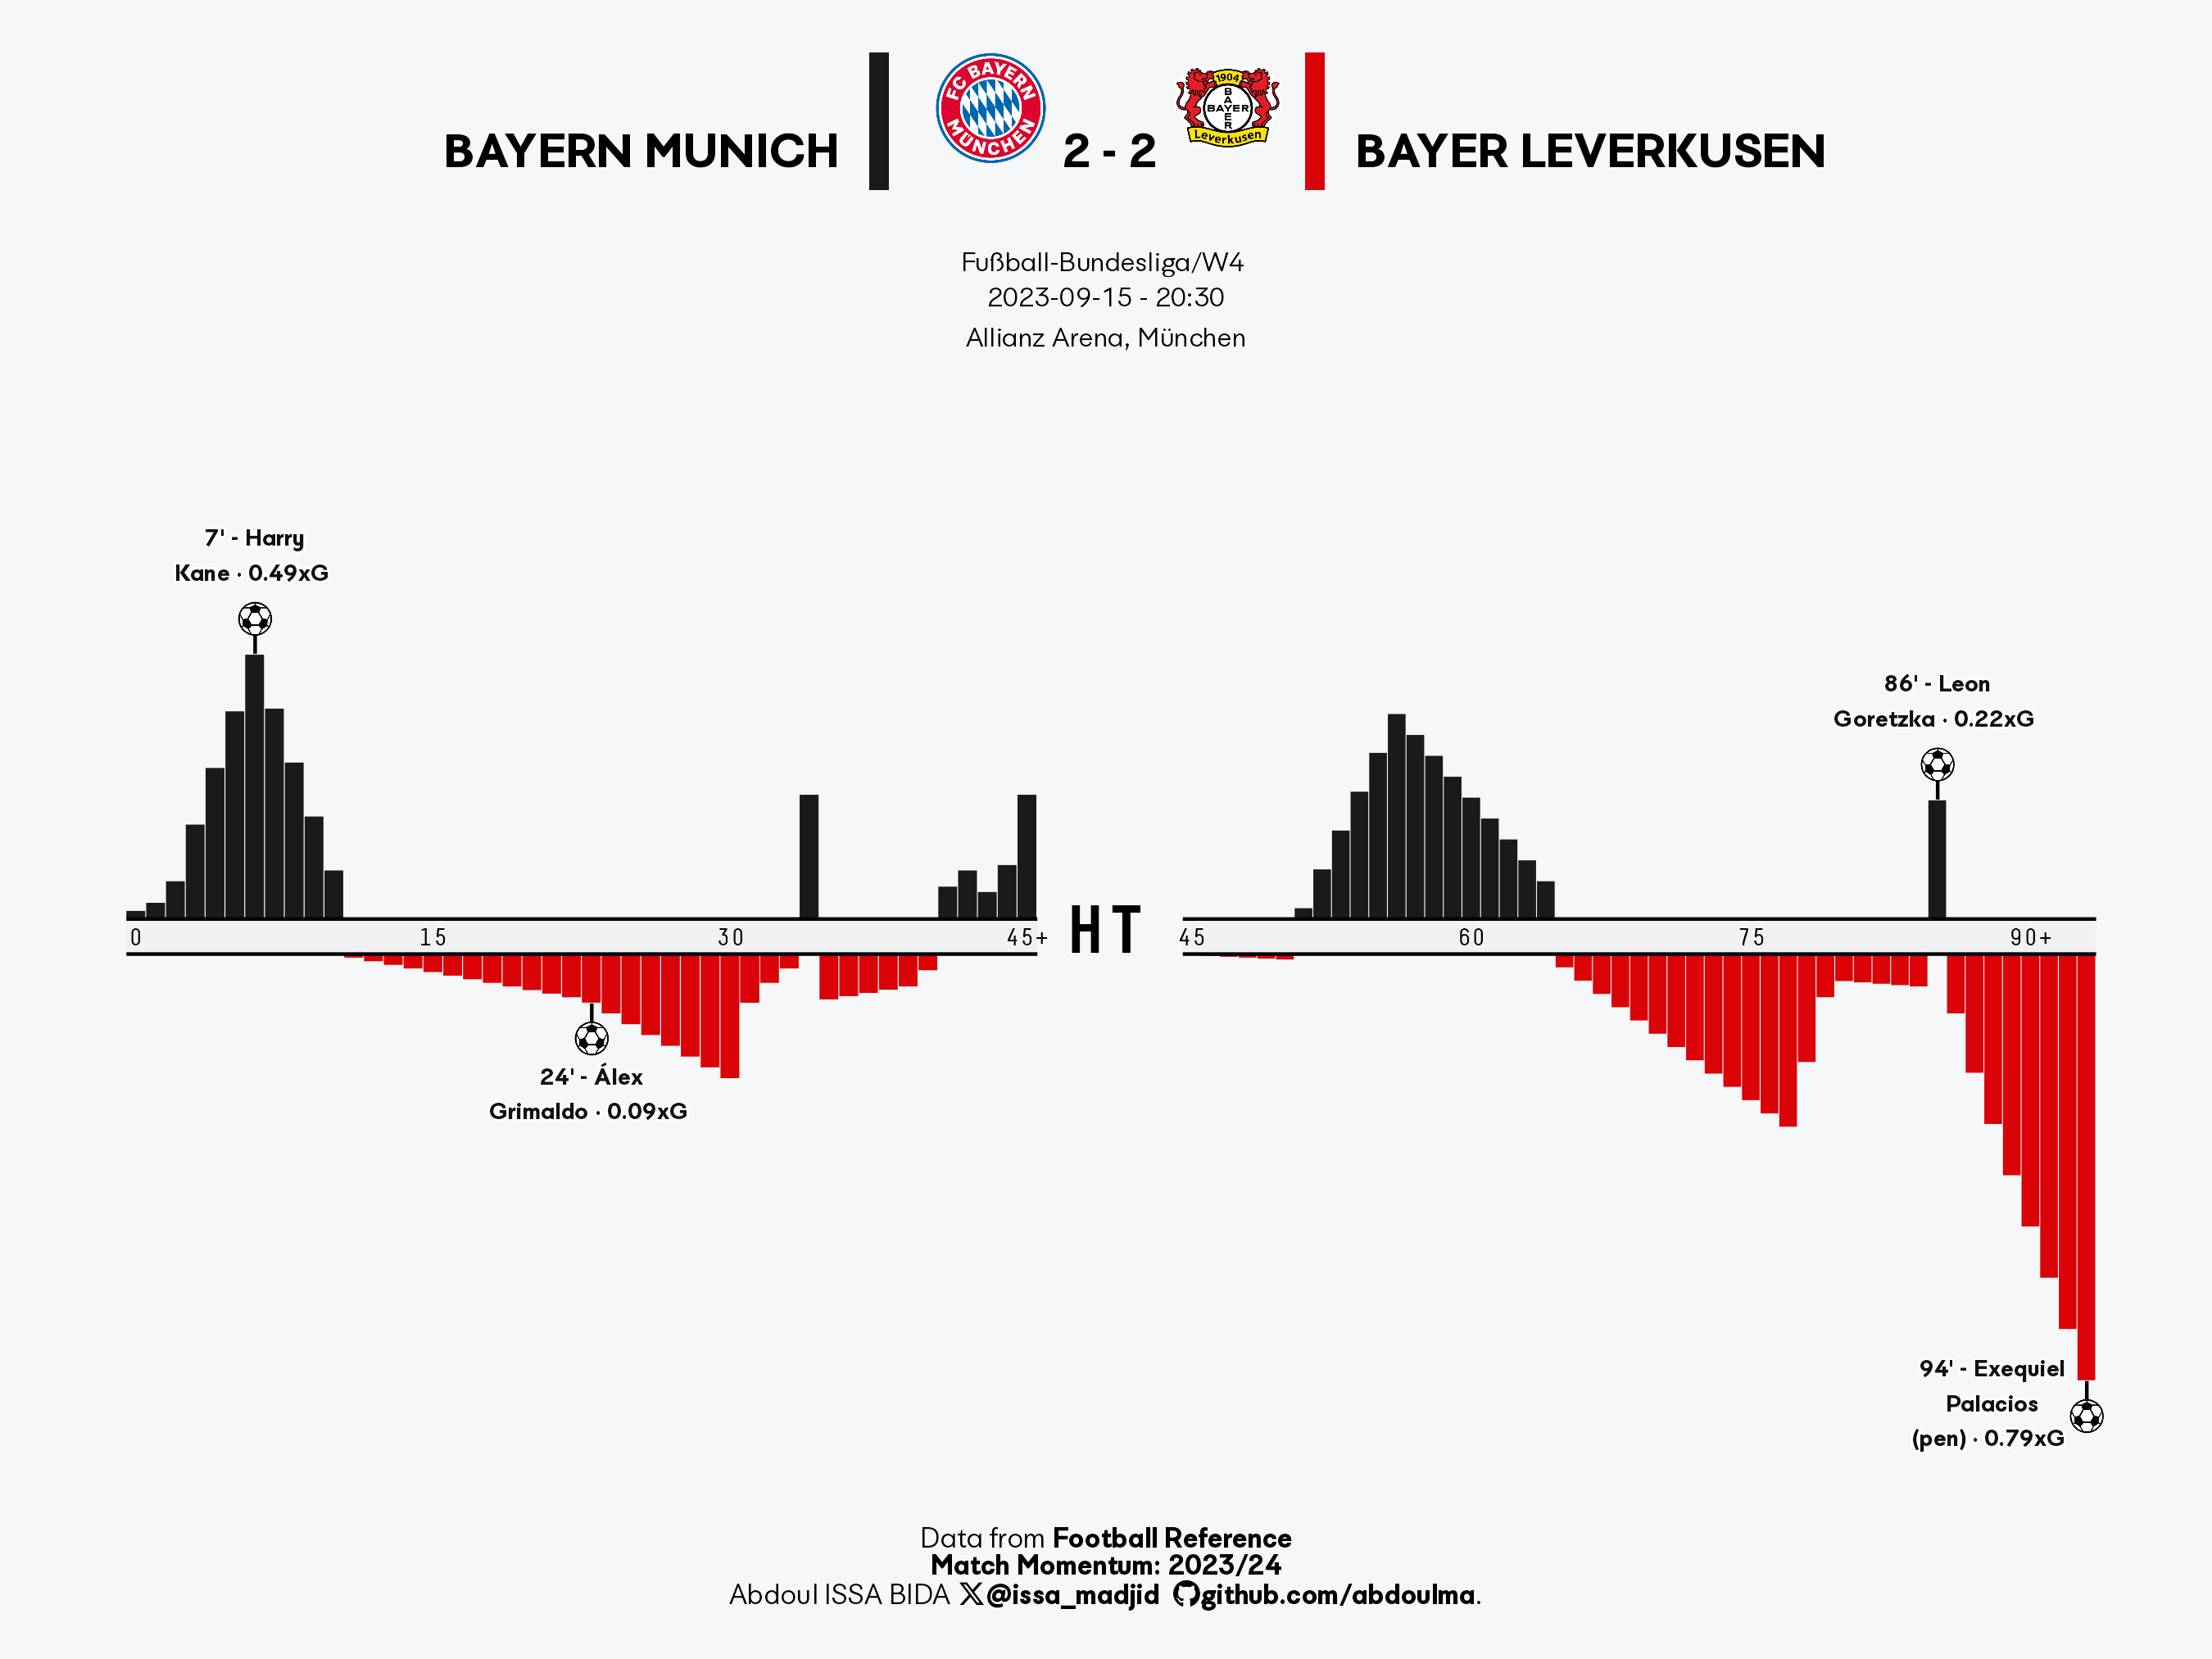 BAYERN MUNICH
FC BAYERN
MÜNCHEN
2 - 2
1904
BAYER
BAYER
Leverkusen
BAYER LEVERKUSEN
Fußball-Bundesliga/W4
2023-09-15 - 20:30
Allianz Arena, München
7' - Harry
Kane · 0.49xG
86' - Leon
Goretzka · 0.22xG
0 15 30 45+
HT
45 60 75 90+
24' - Álex
Grimaldo · 0.09xG
94' - Exequiel
Palacios
(pen) · 0.79xG
Data from Football Reference
Match Momentum: 2023/24
Abdoul ISSA BIDA 𝕏@issa_madjid github.com/abdoulma.